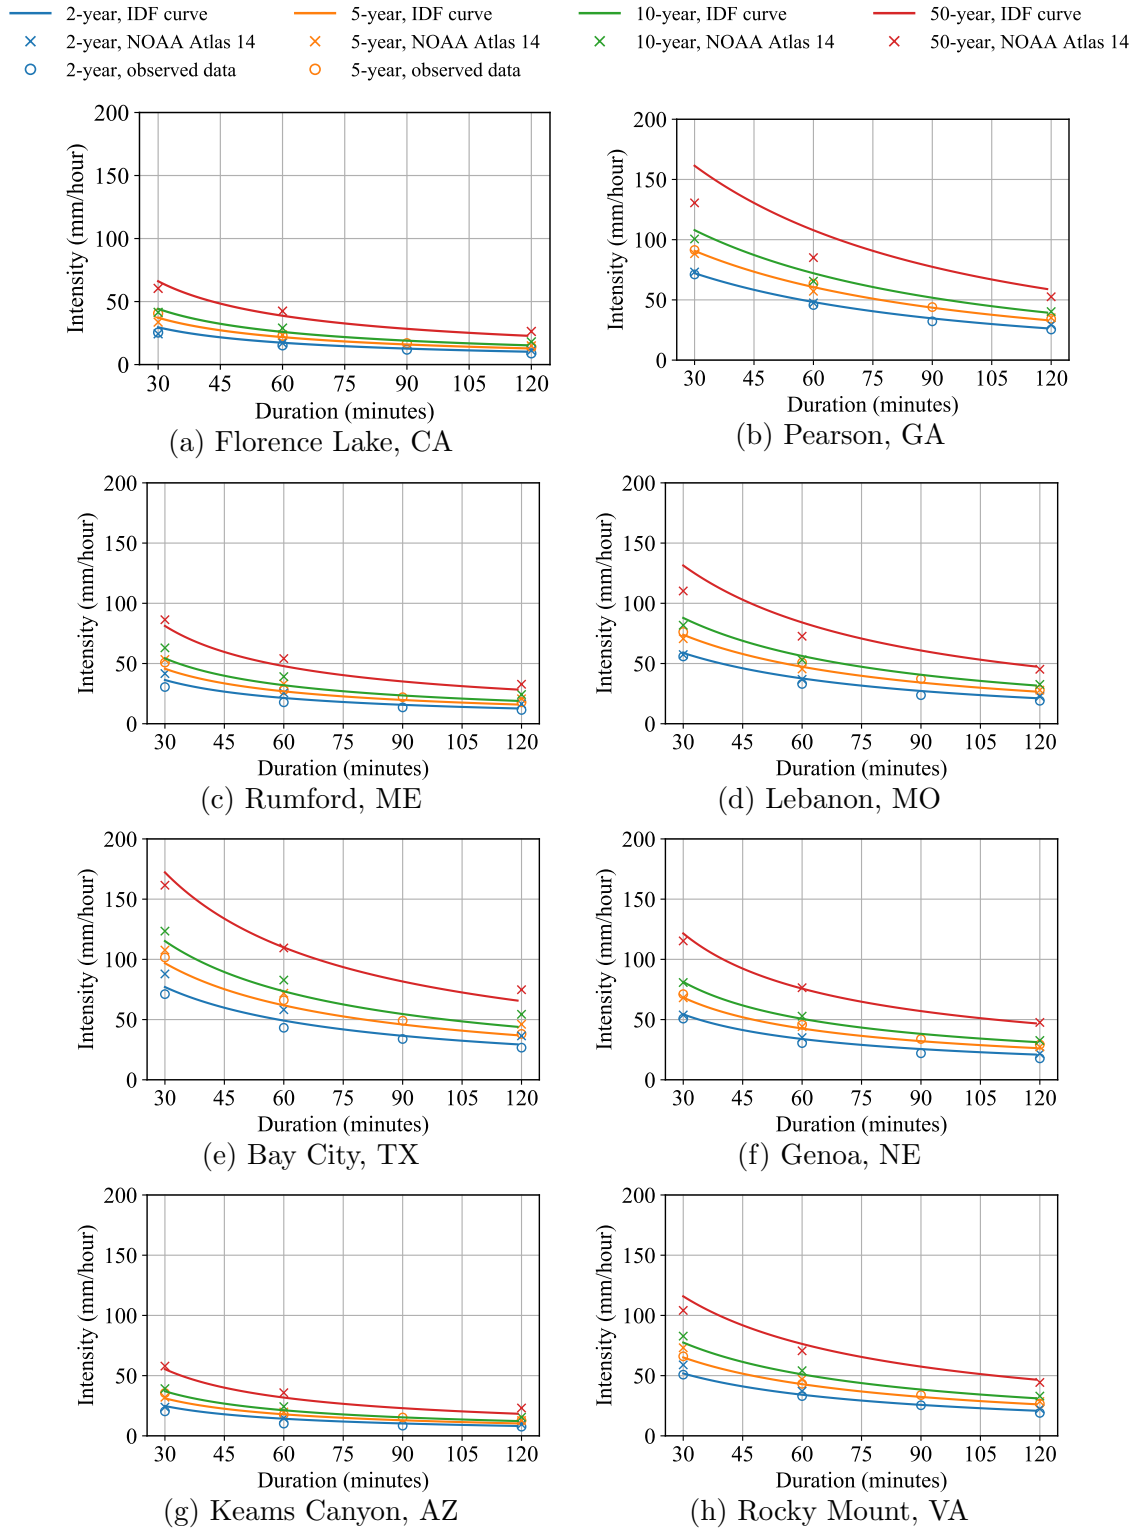 2-year, IDF curve 5-year, IDF curve 10-year, IDF curve 50-year, IDF curve
2-year, NOAA Atlas 14 5-year, NOAA Atlas 14 10-year, NOAA Atlas 14 50-year, NOAA Atlas 14
2-year, observed data 5-year, observed data
200
150
100
50
0
Intensity (mm/hour)
30 45 60 75 90 105 120
Duration (minutes)
(a) Florence Lake, CA
200
150
100
50
0
Intensity (mm/hour)
30 45 60 75 90 105 120
Duration (minutes)
(b) Pearson, GA
200
150
100
50
0
Intensity (mm/hour)
30 45 60 75 90 105 120
Duration (minutes)
(c) Rumford, ME
200
150
100
50
0
Intensity (mm/hour)
30 45 60 75 90 105 120
Duration (minutes)
(d) Lebanon, MO
200
150
100
50
0
Intensity (mm/hour)
30 45 60 75 90 105 120
Duration (minutes)
(e) Bay City, TX
200
150
100
50
0
Intensity (mm/hour)
30 45 60 75 90 105 120
Duration (minutes)
(f) Genoa, NE
200
150
100
50
0
Intensity (mm/hour)
30 45 60 75 90 105 120
Duration (minutes)
(g) Keams Canyon, AZ
200
150
100
50
0
Intensity (mm/hour)
30 45 60 75 90 105 120
Duration (minutes)
(h) Rocky Mount, VA